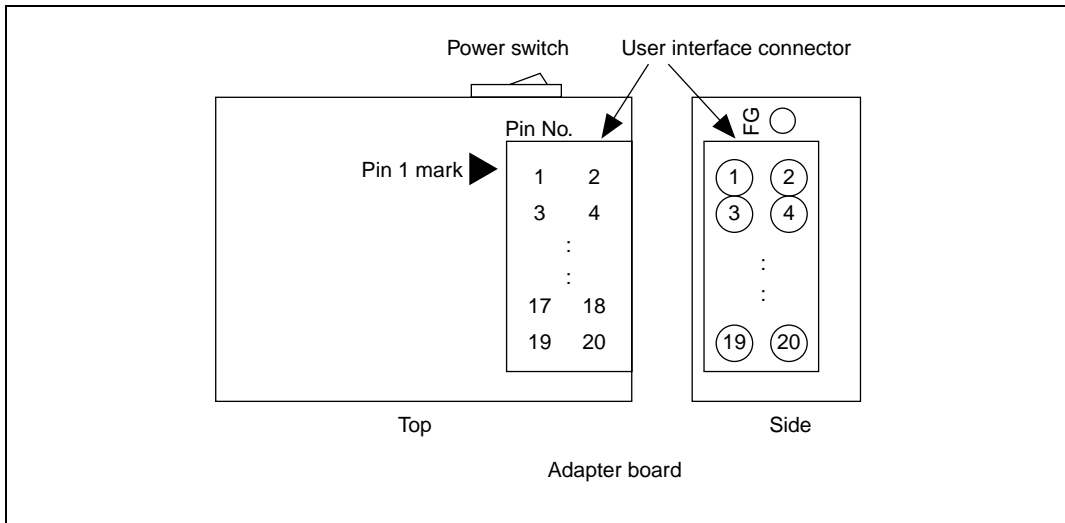 Power switch
User interface connector
Pin No.
FG
Pin 1 mark
1 2
3 4
:
:
17 18
19 20
1 2
3 4
:
:
19 20
Top
Side
Adapter board